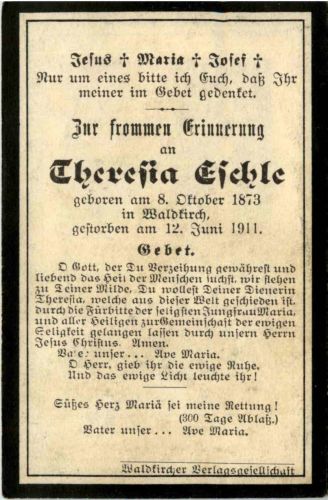 Jesus † Maria † Josef †
Nur um eines bitte ich Euch, daß Ihr
meiner im Gebet gedenket.
Zur frommen Erinnerung
an
Theresia Eschle
geboren am 8. Oktober 1873
in Waldkirch,
gestorben am 12. Juni 1911.
Gebet.
O Gott, der Du Verzeihung gewährest und
liebend das Heil der Menschen suchst, wir flehen
zu Deiner Milde, Du wollest Deiner Dienerin
Theresia, welche aus dieser Welt geschieden ist,
durch die Fürbitte der seligsten Jungfrau Maria,
und aller Heiligen zur Gemeinschaft der ewigen
Seligkeit gelangen lassen durch unsern Herrn
Jesus Christus. Amen.
Vater unser... Ave Maria.
O Herr, gieb ihr die ewige Ruhe.
Und das ewige Licht leuchte ihr!
Süßes Herz Mariä sei meine Rettung!
(300 Tage Ablaß.)
Vater unser... Ave Maria.
Waldkircher Verlagsgesellschaft